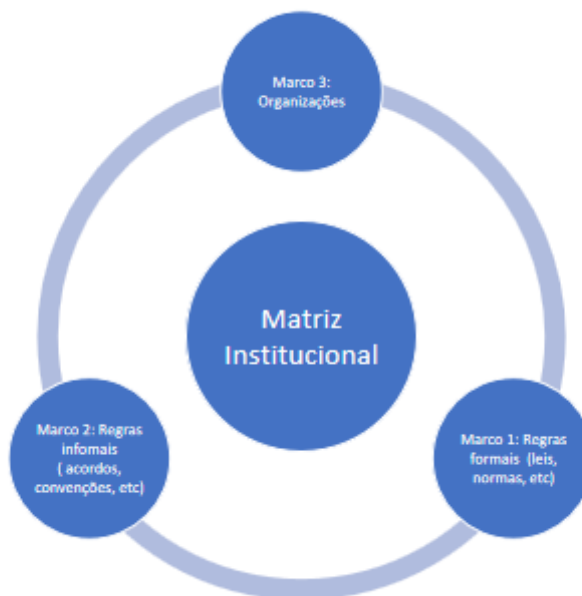 Marco 3:
Organizações
Matriz
Institucional
Marco 2: Regras
infomais
( acordos,
convenções, etc)
Marco 1: Regras
formais (leis,
normas, etc)